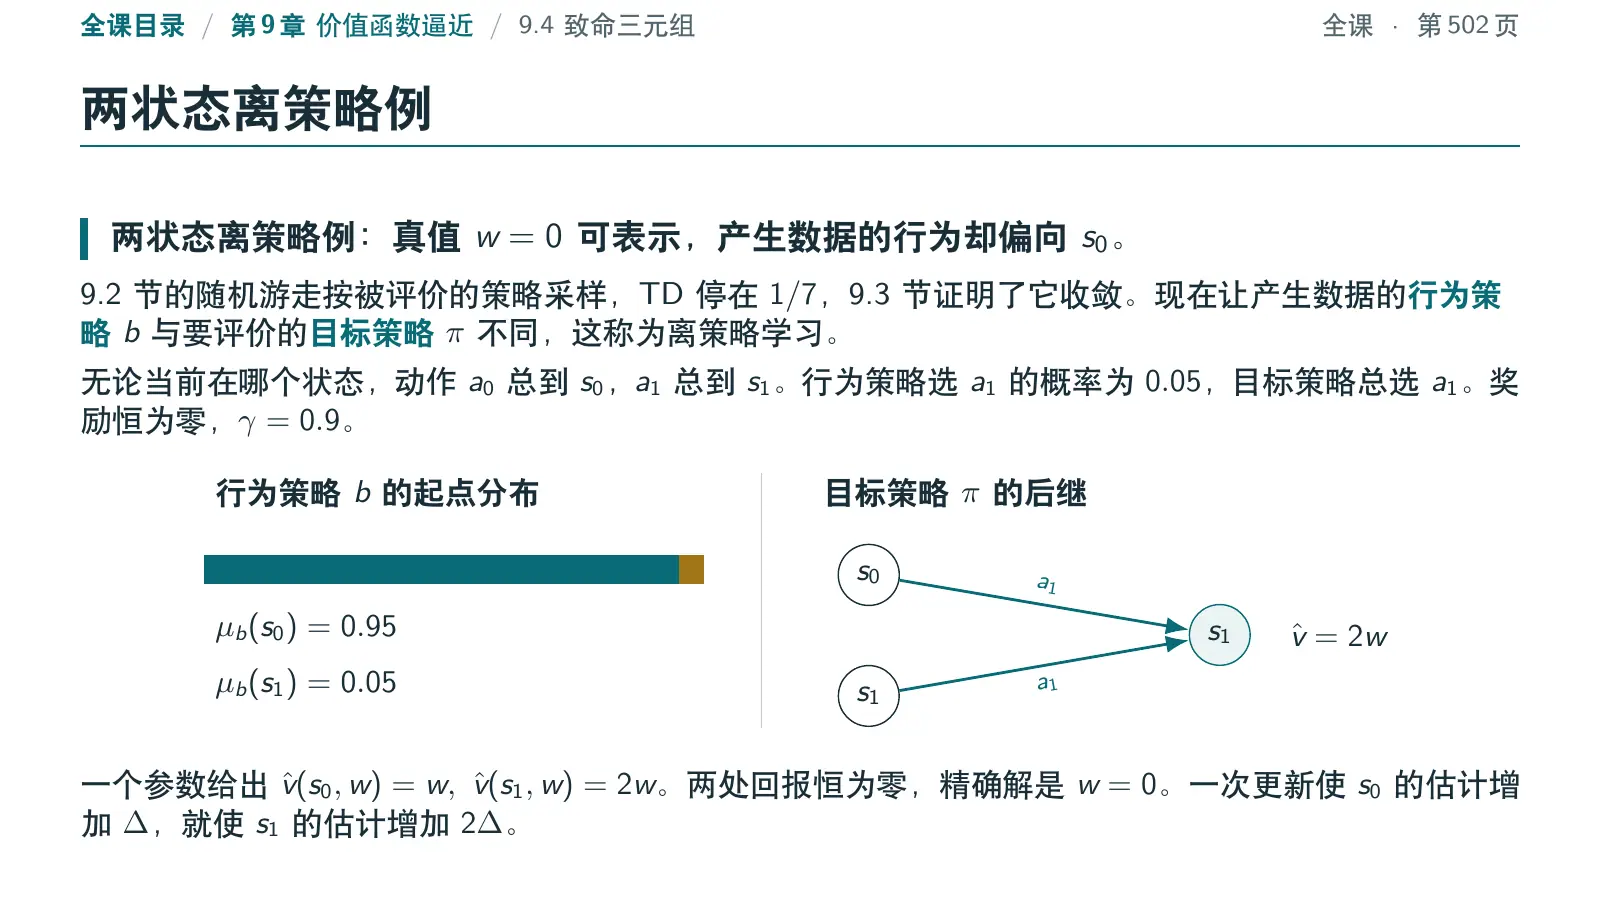 全课目录 / 第9章 价值函数逼近 / 9.4 致命三元组
全课 · 第502页
两状态离策略例
两状态离策略例：真值 w = 0 可表示，产生数据的行为却偏向 s₀。
9.2 节的随机游走按被评价的策略采样，TD 停在 1/7，9.3 节证明了它收敛。现在让产生数据的行为策
略 b 与要评价的目标策略 π 不同，这称为离策略学习。
无论当前在哪个状态，动作 a₀ 总到 s₀，a₁ 总到 s₁。行为策略选 a₁ 的概率为 0.05，目标策略总选 a₁。奖
励恒为零，γ = 0.9。
行为策略 b 的起点分布
μ_b(s₀) = 0.95
μ_b(s₁) = 0.05
目标策略 π 的后继
s₀
a₁
s₁
v̂ = 2w
s₁
a₁
一个参数给出 v̂(s₀, w) = w, v̂(s₁, w) = 2w。两处回报恒为零，精确解是 w = 0。一次更新使 s₀ 的估计增
加 Δ，就使 s₁ 的估计增加 2Δ。